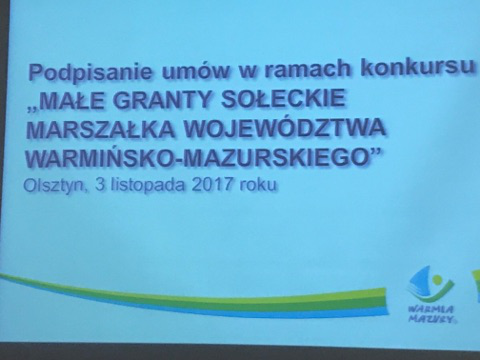 Podpisanie umów w ramach konkursu
„MAŁE GRANTY SOŁECKIE
MARSZAŁKA WOJEWÓDZTWA
WARMIŃSKO-MAZURSKIEGO”
Olsztyn, 3 listopada 2017 roku
WARMIA
MAZURY